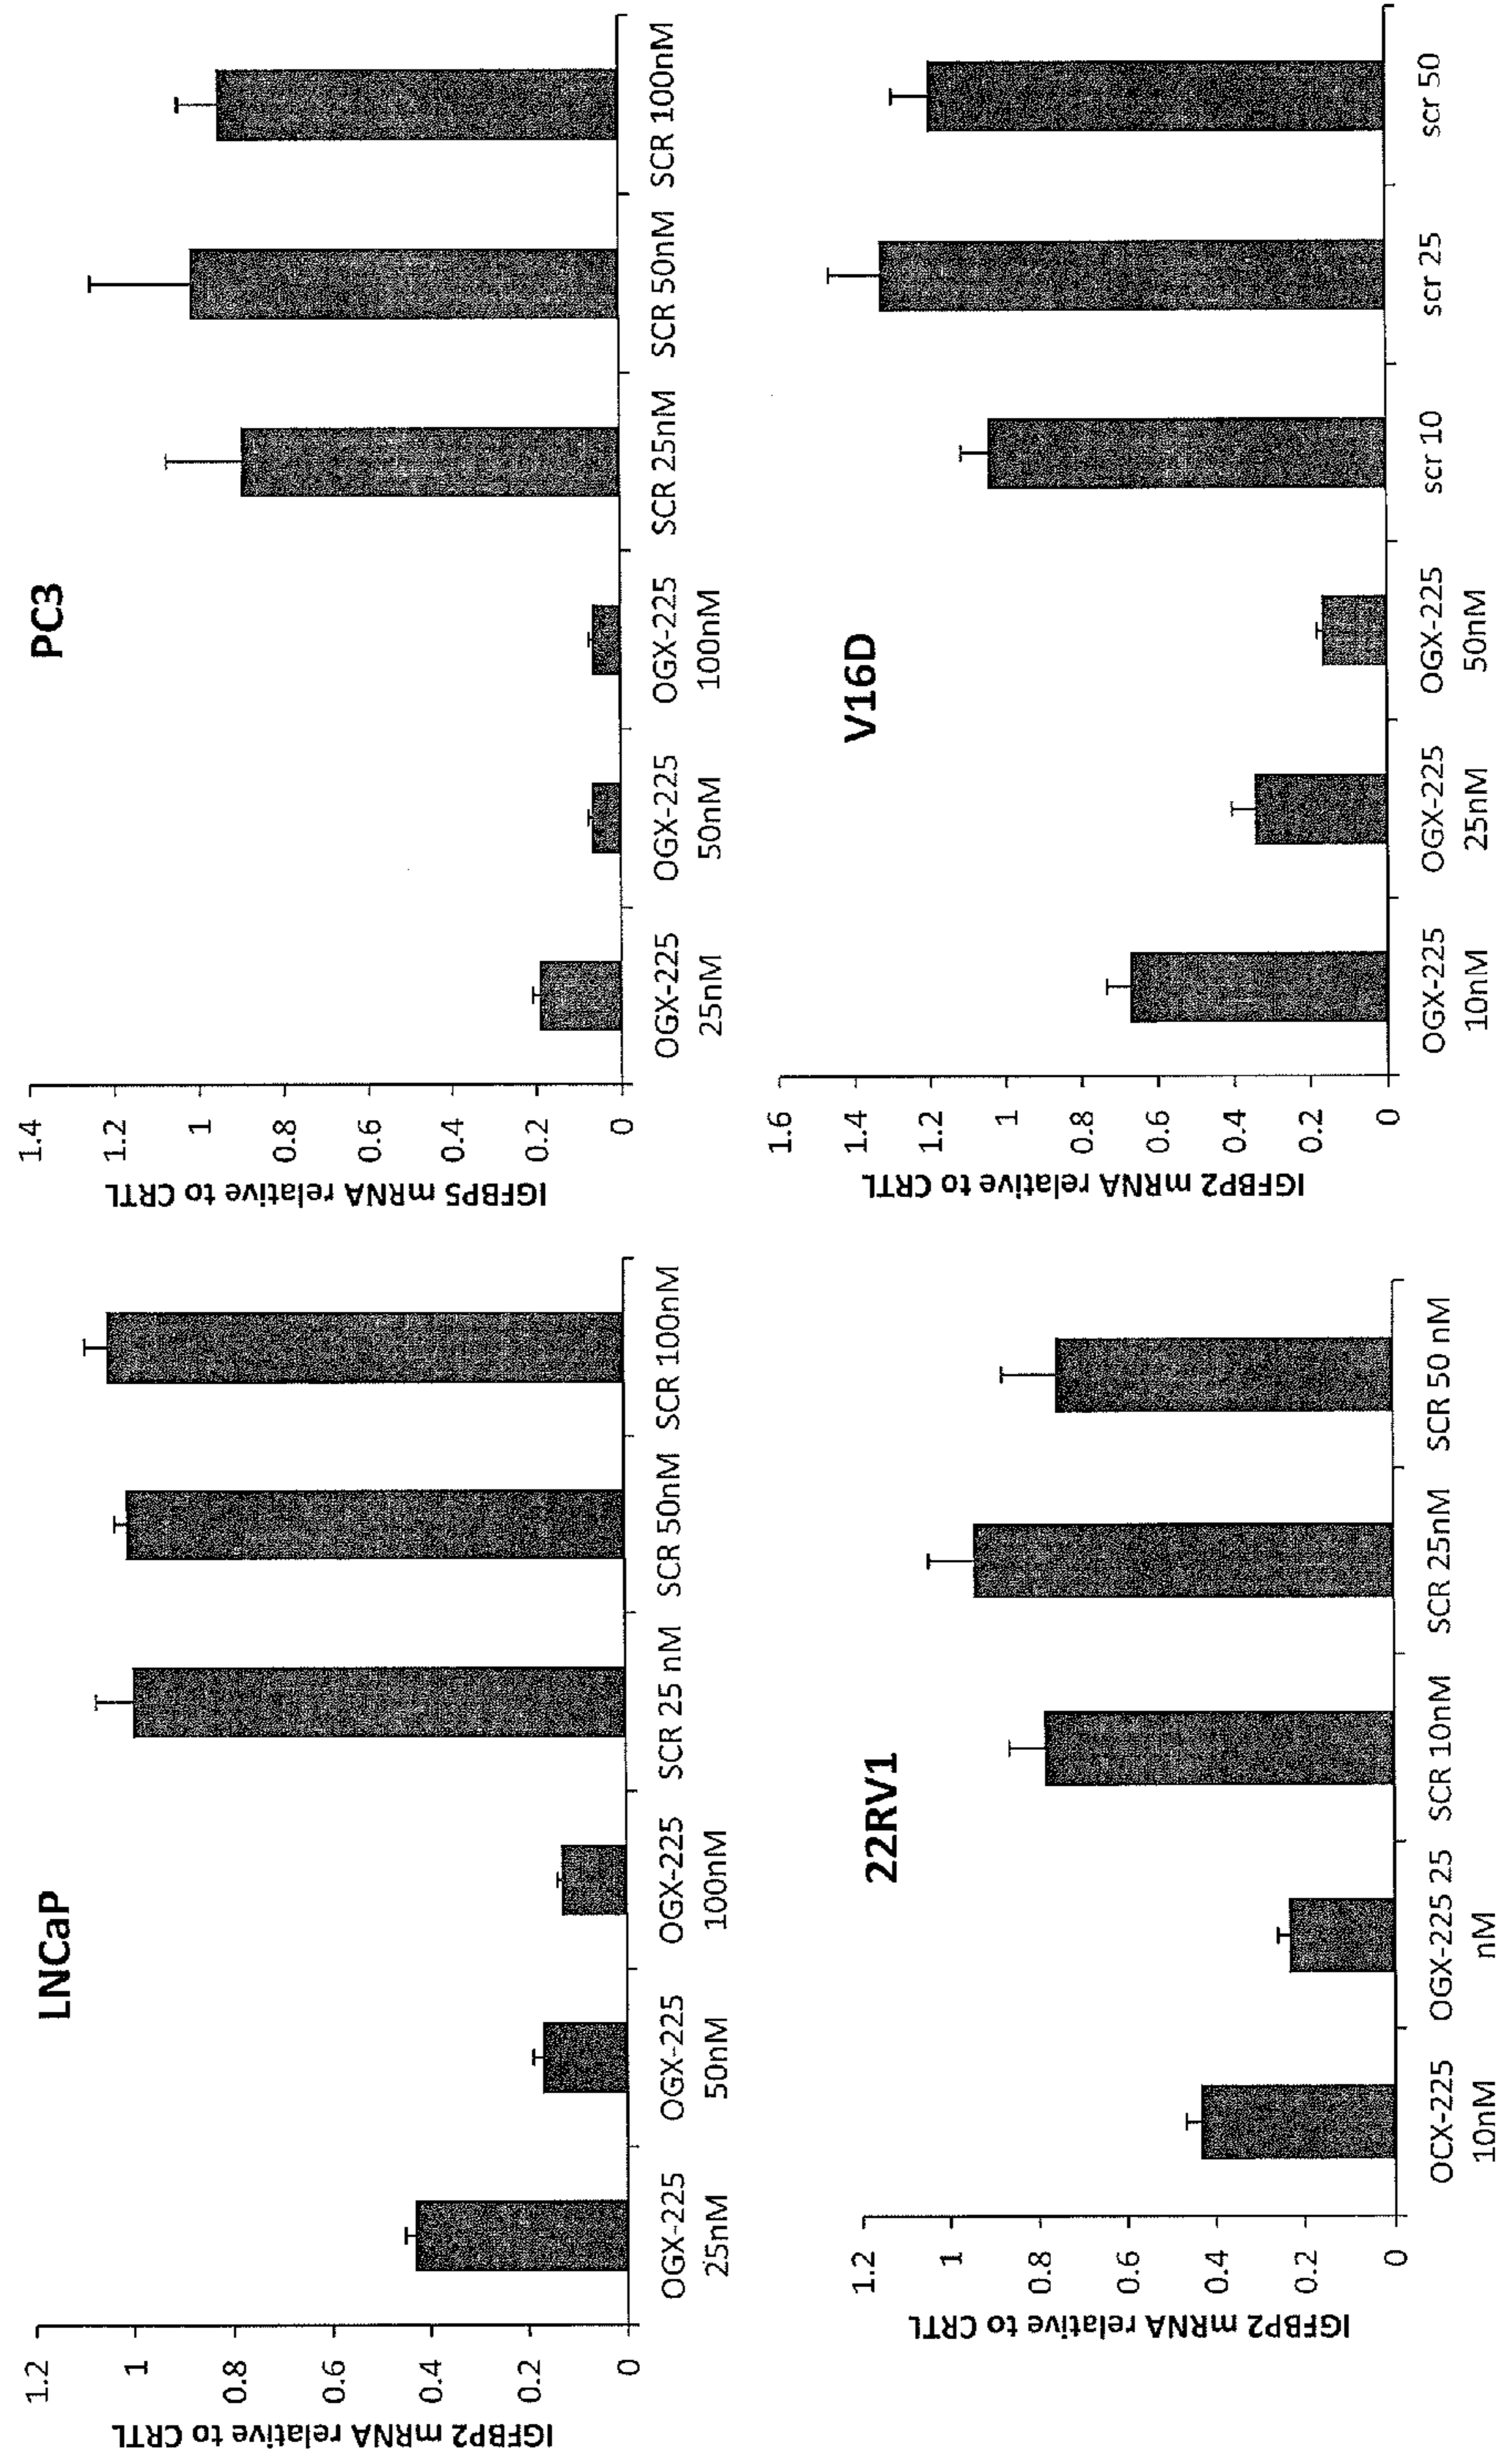 LNCaP
IGFBP2 mRNA relative to CRTL
1.2
1
0.8
0.6
0.4
0.2
0
OGX-225 OGX-225 OGX-225 SCR 25 nM SCR 50nM SCR 100nM
25nM 50nM 100nM
PC3
IGFBP5 mRNA relative to CRTL
1.4
1.2
1
0.8
0.6
0.4
0.2
0
OGX-225 OGX-225 OGX-225 SCR 25nM SCR 50nM SCR 100nM
25nM 50nM 100nM
22RV1
IGFBP2 mRNA relative to CRTL
1.2
1
0.8
0.6
0.4
0.2
0
OCX-225 OGX-225 25 SCR 10nM SCR 25nM SCR 50 nM
10nM nM
V16D
IGFBP2 mRNA relative to CRTL
1.6
1.4
1.2
1
0.8
0.6
0.4
0.2
0
OGX-225 OGX-225 OGX-225 scr 10 scr 25 scr 50
10nM 25nM 50nM